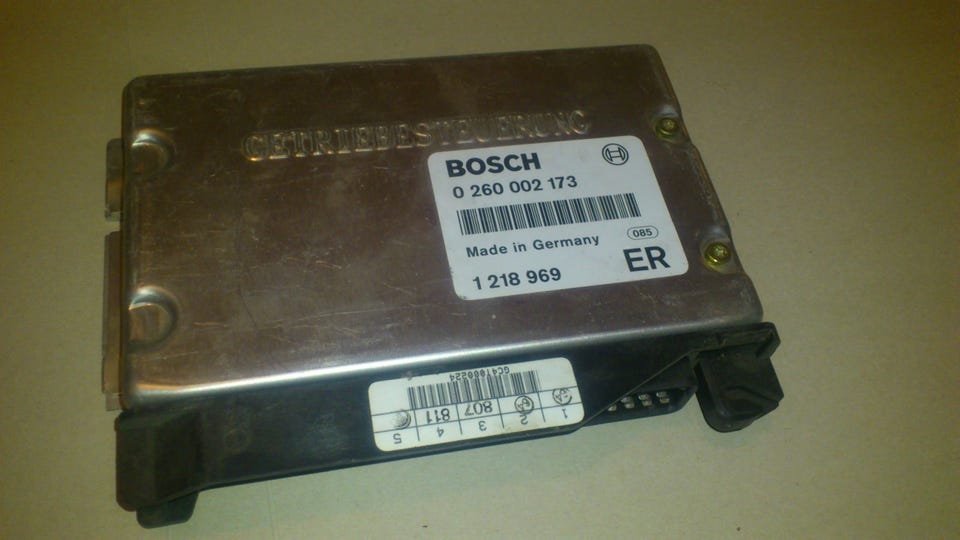 GETRIEBESTEUERUNG
BOSCH
0 260 002 173
Made in Germany
085
1 218 969
ER
1 2 3 4 5
807 811
GC41000224